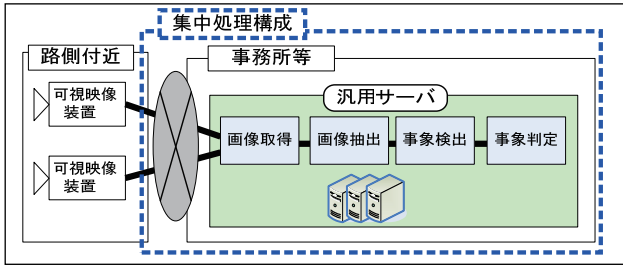 集中処理構成
路側付近
事務所等
可視映像
装置
可視映像
装置
汎用サーバ
画像取得
画像抽出
事象検出
事象判定